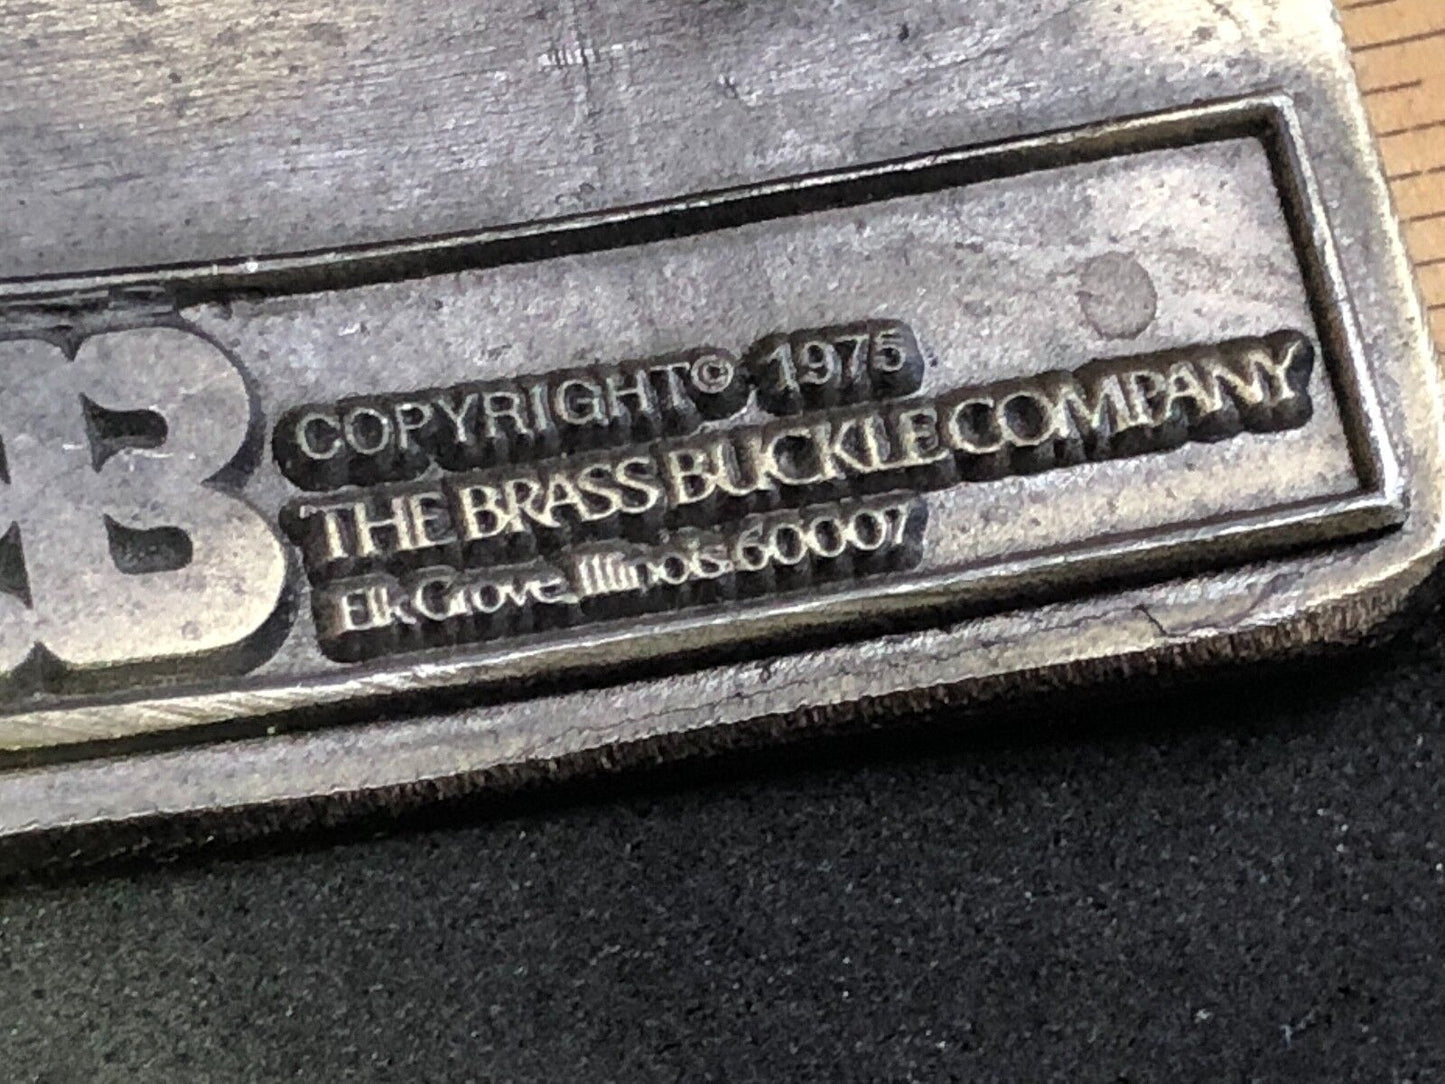 B
COPYRIGHT© 1975
THE BRASS BUCKLE COMPANY
Elk Grove, Illinois 60007